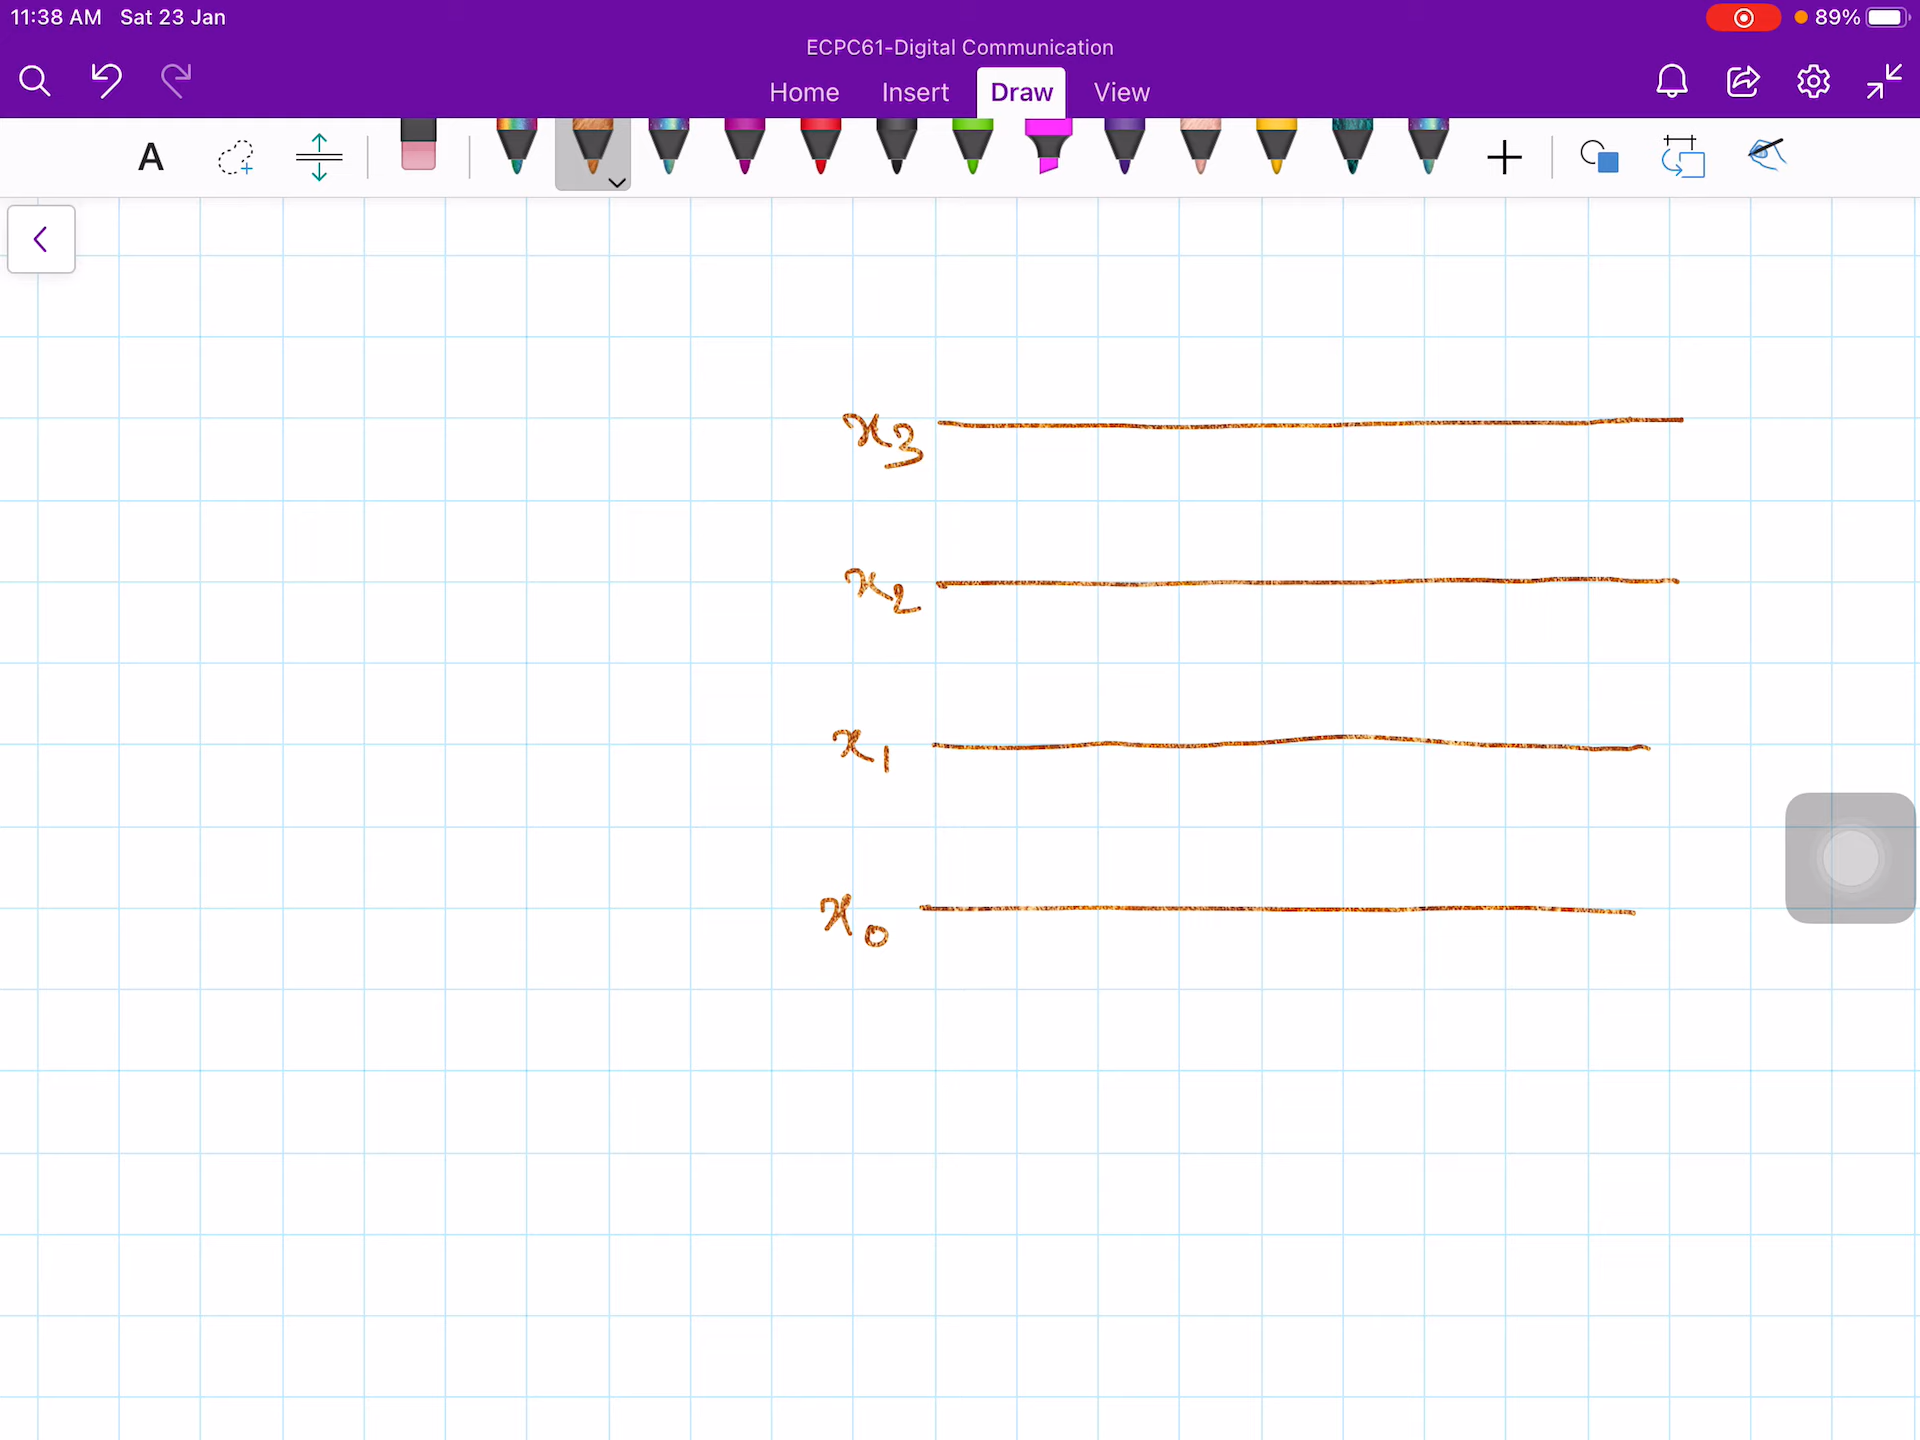 11:38 AM Sat 23 Jan 89%
ECPC61-Digital Communication
Home Insert Draw View
A
x₃
x₂
x₁
x₀